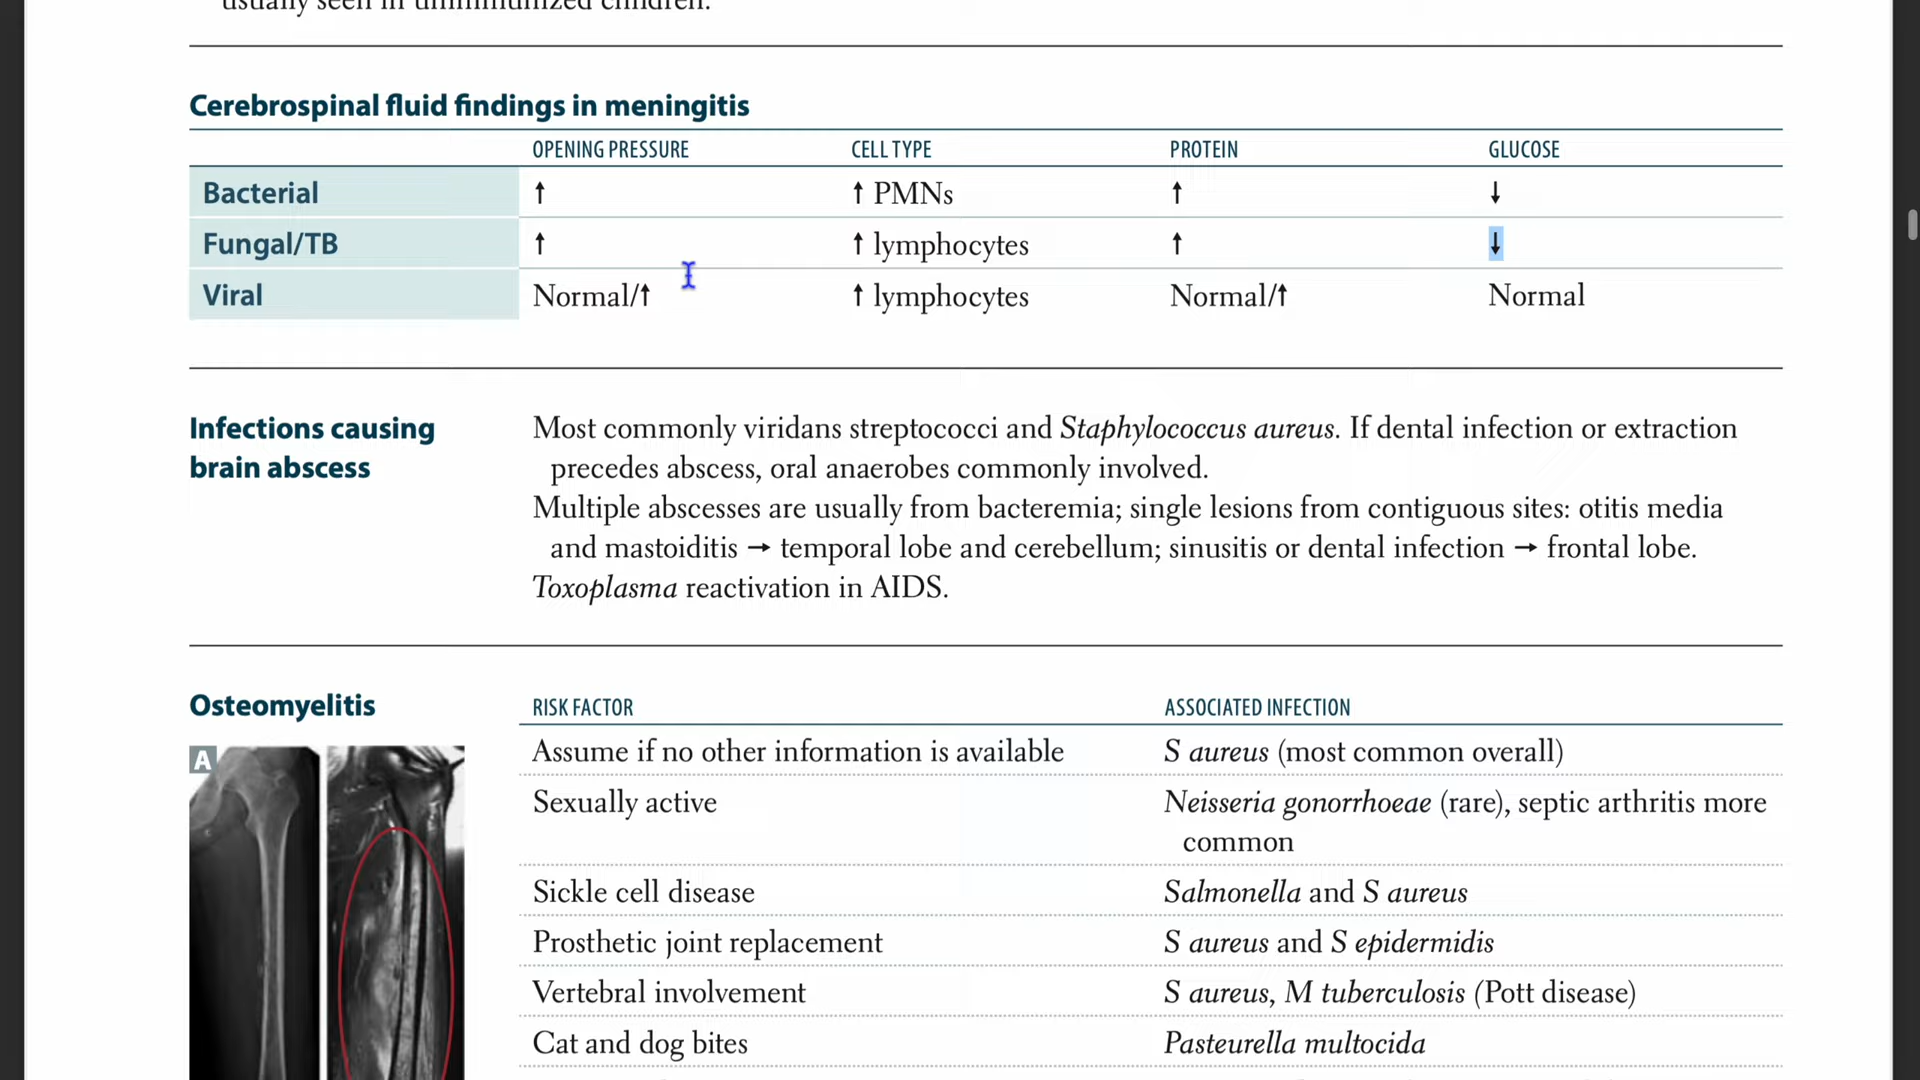 usually seen in unimmunized children.
Cerebrospinal fluid findings in meningitis
OPENING PRESSURE CELL TYPE PROTEIN GLUCOSE
Bacterial ↑ ↑ PMNs ↑ ↓
Fungal/TB ↑ ↑ lymphocytes ↑ ↓
Viral Normal/↑ ↑ lymphocytes Normal/↑ Normal
Infections causing
brain abscess
Most commonly viridans streptococci and Staphylococcus aureus. If dental infection or extraction
precedes abscess, oral anaerobes commonly involved.
Multiple abscesses are usually from bacteremia; single lesions from contiguous sites: otitis media
and mastoiditis → temporal lobe and cerebellum; sinusitis or dental infection → frontal lobe.
Toxoplasma reactivation in AIDS.
Osteomyelitis
A
RISK FACTOR ASSOCIATED INFECTION
Assume if no other information is available S aureus (most common overall)
Sexually active Neisseria gonorrhoeae (rare), septic arthritis more
common
Sickle cell disease Salmonella and S aureus
Prosthetic joint replacement S aureus and S epidermidis
Vertebral involvement S aureus, M tuberculosis (Pott disease)
Cat and dog bites Pasteurella multocida